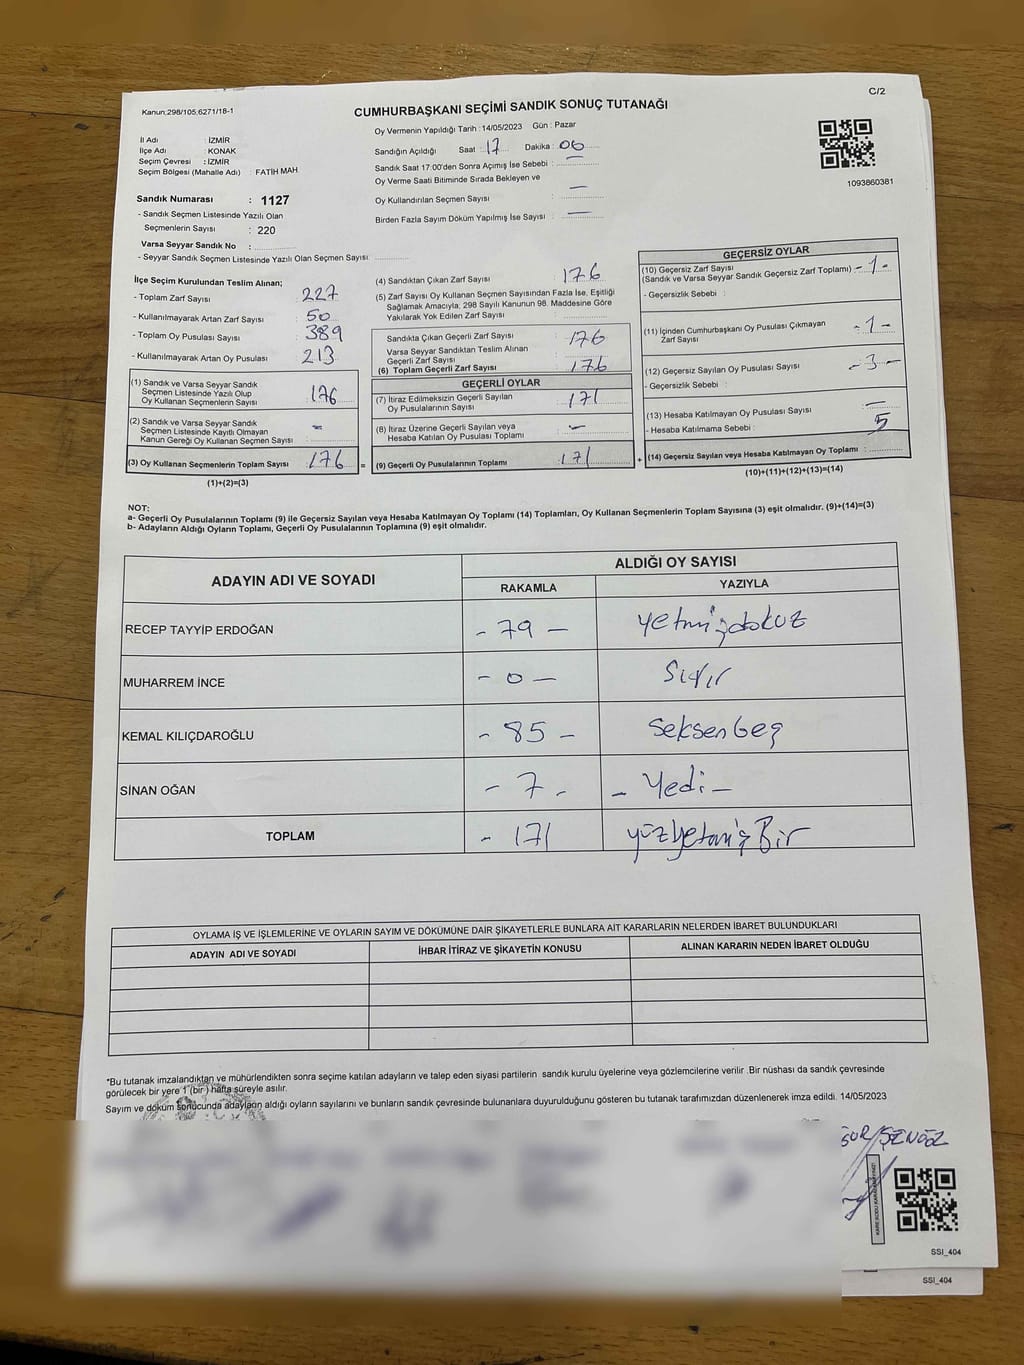 C/2
Kanun:298/105,6271/18-1
CUMHURBAŞKANI SEÇİMİ SANDIK SONUÇ TUTANAĞI
Oy Vermenin Yapıldığı Tarih :14/05/2023 Gün : Pazar
İl Adı : İZMİR
İlçe Adı : KONAK
Seçim Çevresi : İZMİR
Seçim Bölgesi (Mahalle Adı) : FATİH MAH
Sandığın Açıldığı Saat : 17 Dakika : 06
Sandık Saat 17:00'den Sonra Açımış İse Sebebi : —
Oy Verme Saati Bitiminde Sırada Bekleyen ve
Oy Kullandırılan Seçmen Sayısı : —
Birden Fazla Sayım Döküm Yapılmış İse Sayısı : —
1093860381
Sandık Numarası : 1127
- Sandık Seçmen Listesinde Yazılı Olan
Seçmenlerin Sayısı : 220
Varsa Seyyar Sandık No :
- Seyyar Sandık Seçmen Listesinde Yazılı Olan Seçmen Sayısı :
İlçe Seçim Kurulundan Teslim Alınan;
- Toplam Zarf Sayısı : 227
- Kullanılmayarak Artan Zarf Sayısı : 50
- Toplam Oy Pusulası Sayısı : 389
- Kullanılmayarak Artan Oy Pusulası : 213
(1) Sandık ve Varsa Seyyar Sandık
Seçmen Listesinde Yazılı Olup
Oy Kullanan Seçmenlerin Sayısı : 176
(2) Sandık ve Varsa Seyyar Sandık
Seçmen Listesinde Kayıtlı Olmayan
Kanun Gereği Oy Kullanan Seçmen Sayısı : -
(3) Oy Kullanan Seçmenlerin Toplam Sayısı : 176 =
(1)+(2)=(3)
(4) Sandıktan Çıkan Zarf Sayısı : 176
(5) Zarf Sayısı Oy Kullanan Seçmen Sayısından Fazla İse, Eşitliği
Sağlamak Amacıyla; 298 Sayılı Kanunun 98. Maddesine Göre
Yakılarak Yok Edilen Zarf Sayısı :
Sandıkta Çıkan Geçerli Zarf Sayısı : 176
Varsa Seyyar Sandıktan Teslim Alınan
Geçerli Zarf Sayısı :
(6) Toplam Geçerli Zarf Sayısı : 176
GEÇERLİ OYLAR
(7) İtiraz Edilmeksizin Geçerli Sayılan
Oy Pusulalarının Sayısı : 171
(8) İtiraz Üzerine Geçerli Sayılan veya
Hesaba Katılan Oy Pusulası Toplamı : -
(9) Geçerli Oy Pusulalarının Toplamı : 171 +
GEÇERSİZ OYLAR
(10) Geçersiz Zarf Sayısı
(Sandık ve Varsa Seyyar Sandık Geçersiz Zarf Toplamı) - 1 -
- Geçersizlik Sebebi :
(11) İçinden Cumhurbaşkanı Oy Pusulası Çıkmayan
Zarf Sayısı : - 1 -
(12) Geçersiz Sayılan Oy Pusulası Sayısı : - 3 -
- Geçersizlik Sebebi :
(13) Hesaba Katılmayan Oy Pusulası Sayısı : —
- Hesaba Katılmama Sebebi :
(14) Geçersiz Sayılan veya Hesaba Katılmayan Oy Toplamı : 5
(10)+(11)+(12)+(13)=(14)
NOT:
a- Geçerli Oy Pusulalarının Toplamı (9) ile Geçersiz Sayılan veya Hesaba Katılmayan Oy Toplamı (14) Toplamları, Oy Kullanan Seçmenlerin Toplam Sayısına (3) eşit olmalıdır. (9)+(14)=(3)
b- Adayların Aldığı Oyların Toplamı, Geçerli Oy Pusulalarının Toplamına (9) eşit olmalıdır.
ADAYIN ADI VE SOYADI
ALDIĞI OY SAYISI
RAKAMLA YAZIYLA
RECEP TAYYİP ERDOĞAN - 79 - yetmişdokuz
MUHARREM İNCE - 0 - Sıfır
KEMAL KILIÇDAROĞLU - 85 - Seksenbeş
SİNAN OĞAN - 7 - - Yedi -
TOPLAM - 171 yüzyetmişBir
OYLAMA İŞ VE İŞLEMLERİNE VE OYLARIN SAYIM VE DÖKÜMÜNE DAİR ŞİKAYETLERLE BUNLARA AİT KARARLARIN NELERDEN İBARET BULUNDUKLARI
ADAYIN ADI VE SOYADI İHBAR İTİRAZ VE ŞİKAYETİN KONUSU ALINAN KARARIN NEDEN İBARET OLDUĞU
*Bu tutanak imzalandıktan ve mühürlendikten sonra seçime katılan adayların ve talep eden siyasi partilerin sandık kurulu üyelerine veya gözlemcilerine verilir .Bir nüshası da sandık çevresinde
görülecek bir yere 1 (bir ) hafta süreyle asılır.
Sayım ve döküm sonucunda adayların aldığı oyların sayılarını ve bunların sandık çevresinde bulunanlara duyurulduğunu gösteren bu tutanak tarafımızdan düzenlenerek imza edildi. 14/05/2023
ŞENÖZ
SSI_404
SSI_404